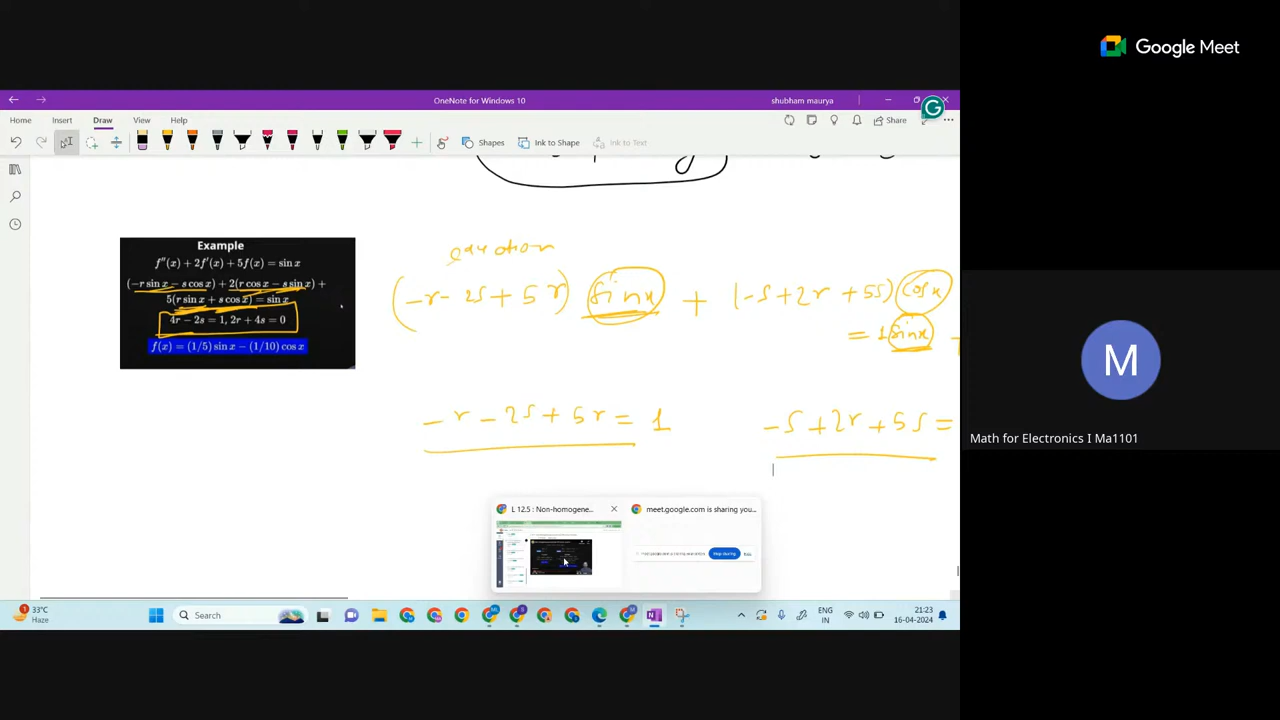 Google Meet
OneNote for Windows 10
shubham maurya
Home Insert Draw View Help
Share
Shapes Ink to Shape Ink to Text
Example
f''(x) + 2f'(x) + 5f(x) = sin x
(−r sin x − s cos x) + 2(r cos x − s sin x) +
5(r sin x + s cos x) = sin x
4r − 2s = 1, 2r + 4s = 0
f(x) = (1/5) sin x − (1/10) cos x
equation
(-r - 2s + 5r) sinx + (-s + 2r + 5s) cosx
= 1 sinx +
-r - 2s + 5r = 1
-s + 2r + 5s =
M
Math for Electronics I Ma1101
L 12.5 : Non-homogene...
meet.google.com is sharing you...
Stop sharing
Hide
33°C
Haze
Search
ENG
IN
21:23
16-04-2024